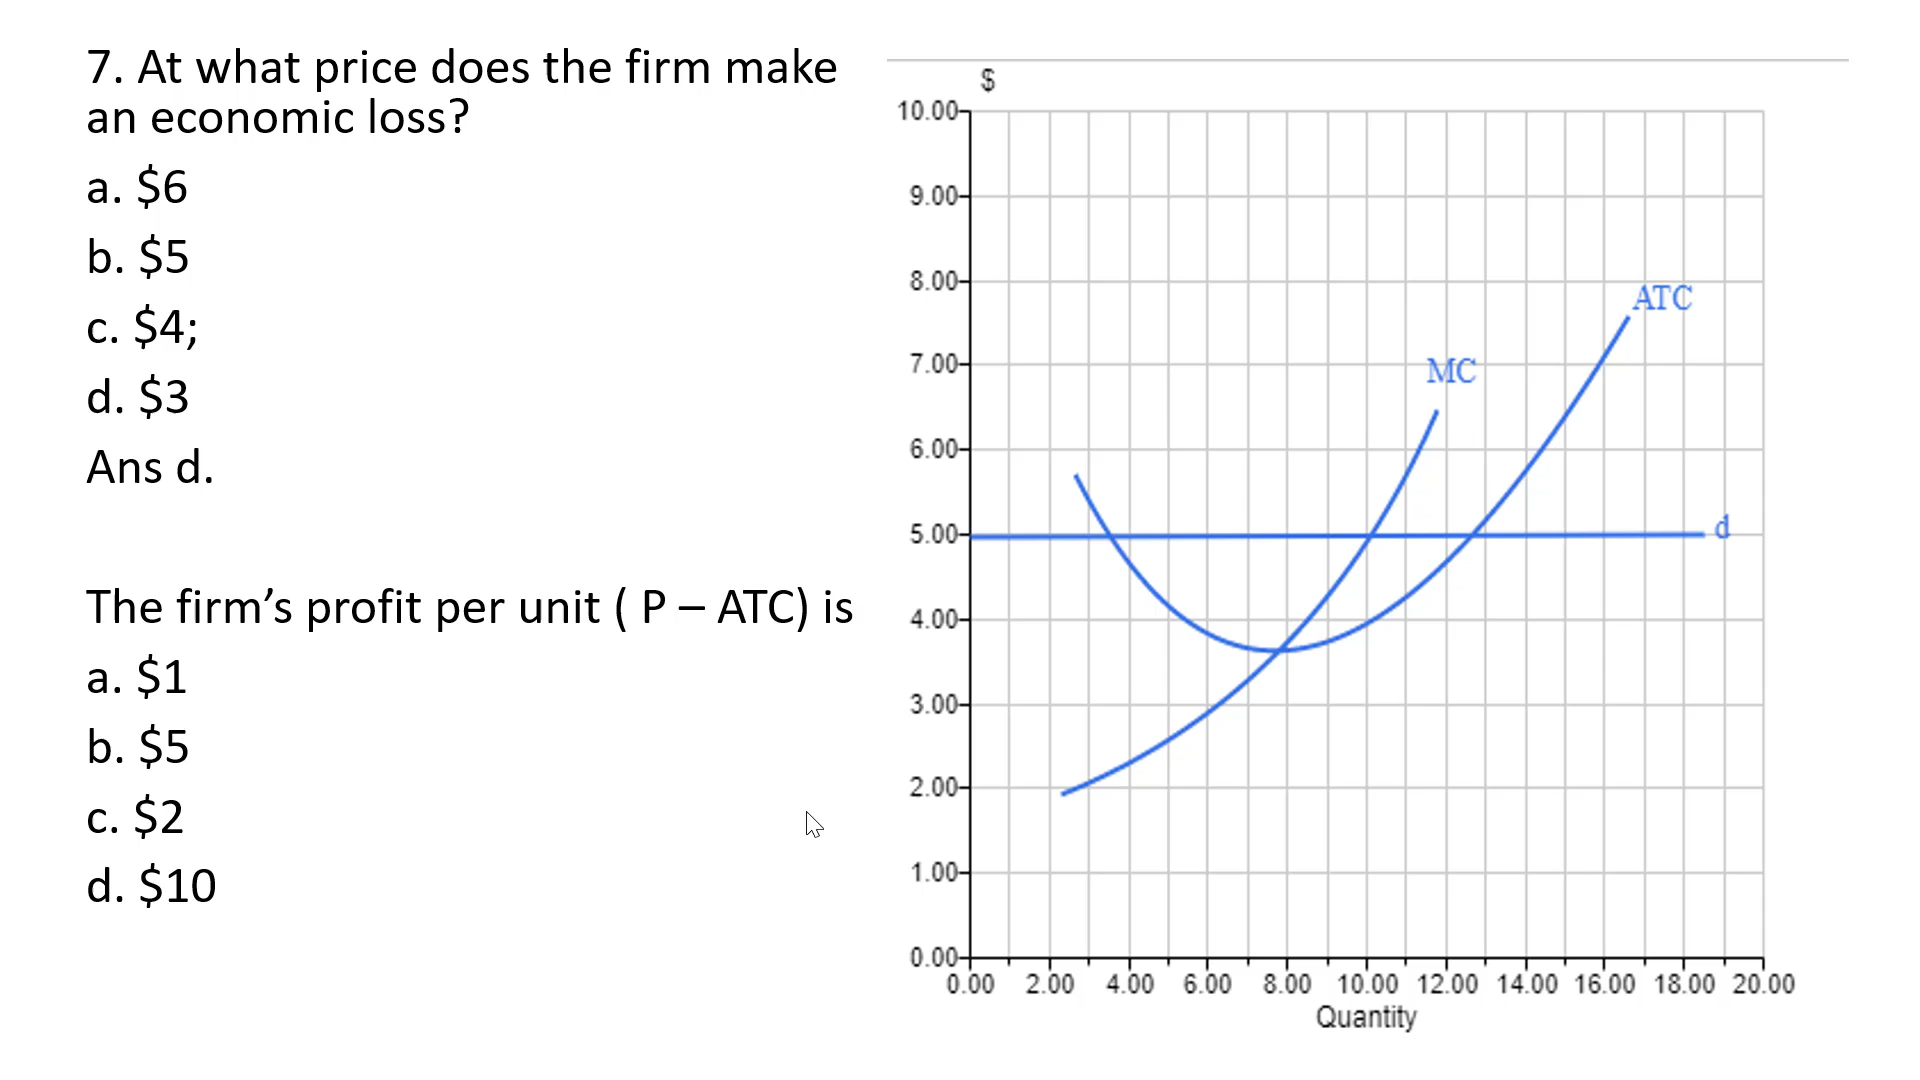 7. At what price does the firm make
an economic loss?
a. $6
b. $5
c. $4;
d. $3
Ans d.
The firm’s profit per unit ( P – ATC) is
a. $1
b. $5
c. $2
d. $10
$
10.00
9.00
8.00
7.00
6.00
5.00
4.00
3.00
2.00
1.00
0.00
ATC
MC
d
0.00 2.00 4.00 6.00 8.00 10.00 12.00 14.00 16.00 18.00 20.00
Quantity